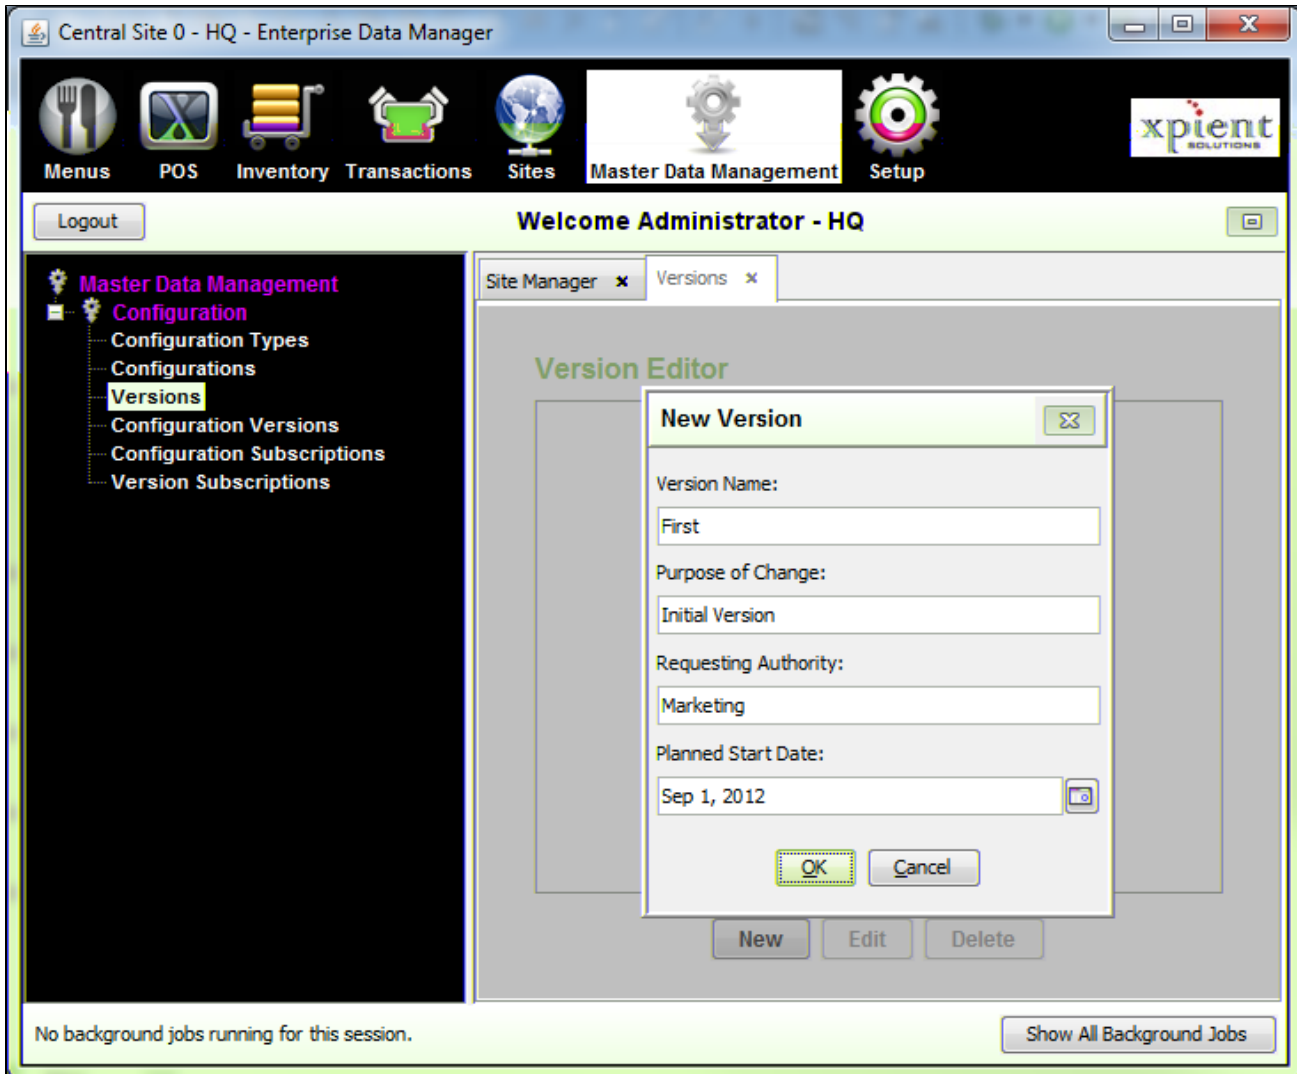 Central Site 0 - HQ - Enterprise Data Manager
Menus POS Inventory Transactions Sites Master Data Management Setup
xpient
SOLUTIONS
Logout
Welcome Administrator - HQ
Master Data Management
Configuration
Configuration Types
Configurations
Versions
Configuration Versions
Configuration Subscriptions
Version Subscriptions
Site Manager x Versions x
Version Editor
New Version
Version Name:
First
Purpose of Change:
Initial Version
Requesting Authority:
Marketing
Planned Start Date:
Sep 1, 2012
OK Cancel
New Edit Delete
No background jobs running for this session.
Show All Background Jobs